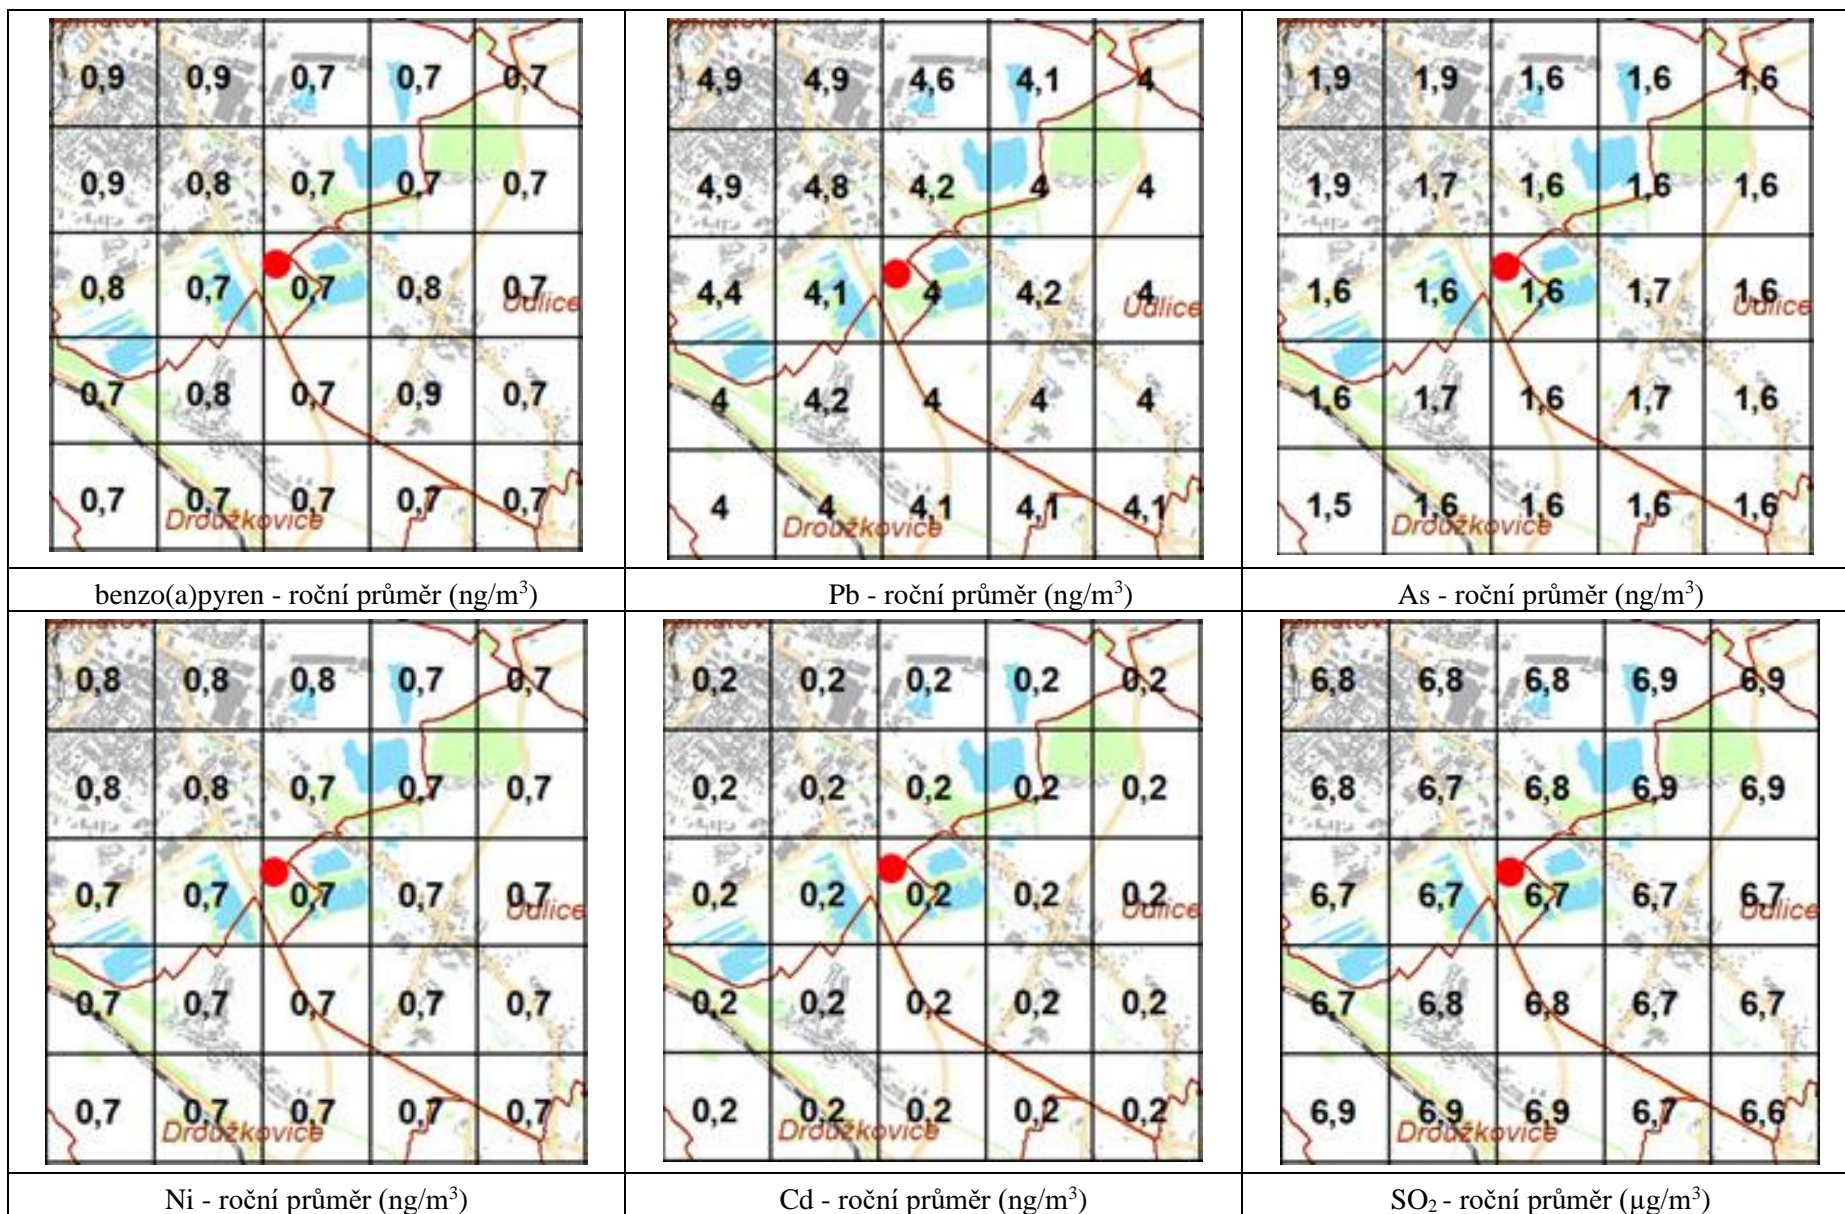 0,9 0,9 0,7 0,7 0,7
0,9 0,8 0,7 0,7 0,7
0,8 0,7 0,7 0,8 0,7
Údlice
0,7 0,8 0,7 0,9 0,7
0,7 0,7 0,7 0,7 0,7
Droužkovice
4,9 4,9 4,6 4,1 4
4,9 4,8 4,2 4 4
4,4 4,1 4 4,2 4
Údlice
4 4,2 4 4 4
4 4 4,1 4,1 4,1
Droužkovice
1,9 1,9 1,6 1,6 1,6
1,9 1,7 1,6 1,6 1,6
1,6 1,6 1,6 1,7 1,6
Údlice
1,6 1,7 1,6 1,7 1,6
1,5 1,6 1,6 1,6 1,6
Droužkovice
benzo(a)pyren - roční průměr (ng/m³)
Pb - roční průměr (ng/m³)
As - roční průměr (ng/m³)
0,8 0,8 0,8 0,7 0,7
0,8 0,8 0,7 0,7 0,7
0,7 0,7 0,7 0,7 0,7
Údlice
0,7 0,7 0,7 0,7 0,7
0,7 0,7 0,7 0,7 0,7
Droužkovice
0,2 0,2 0,2 0,2 0,2
0,2 0,2 0,2 0,2 0,2
0,2 0,2 0,2 0,2 0,2
Údlice
0,2 0,2 0,2 0,2 0,2
0,2 0,2 0,2 0,2 0,2
Droužkovice
6,8 6,8 6,8 6,9 6,9
6,8 6,7 6,8 6,9 6,9
6,7 6,7 6,7 6,7 6,7
Údlice
6,7 6,8 6,8 6,7 6,7
6,9 6,9 6,9 6,7 6,6
Droužkovice
Ni - roční průměr (ng/m³)
Cd - roční průměr (ng/m³)
SO₂ - roční průměr (µg/m³)